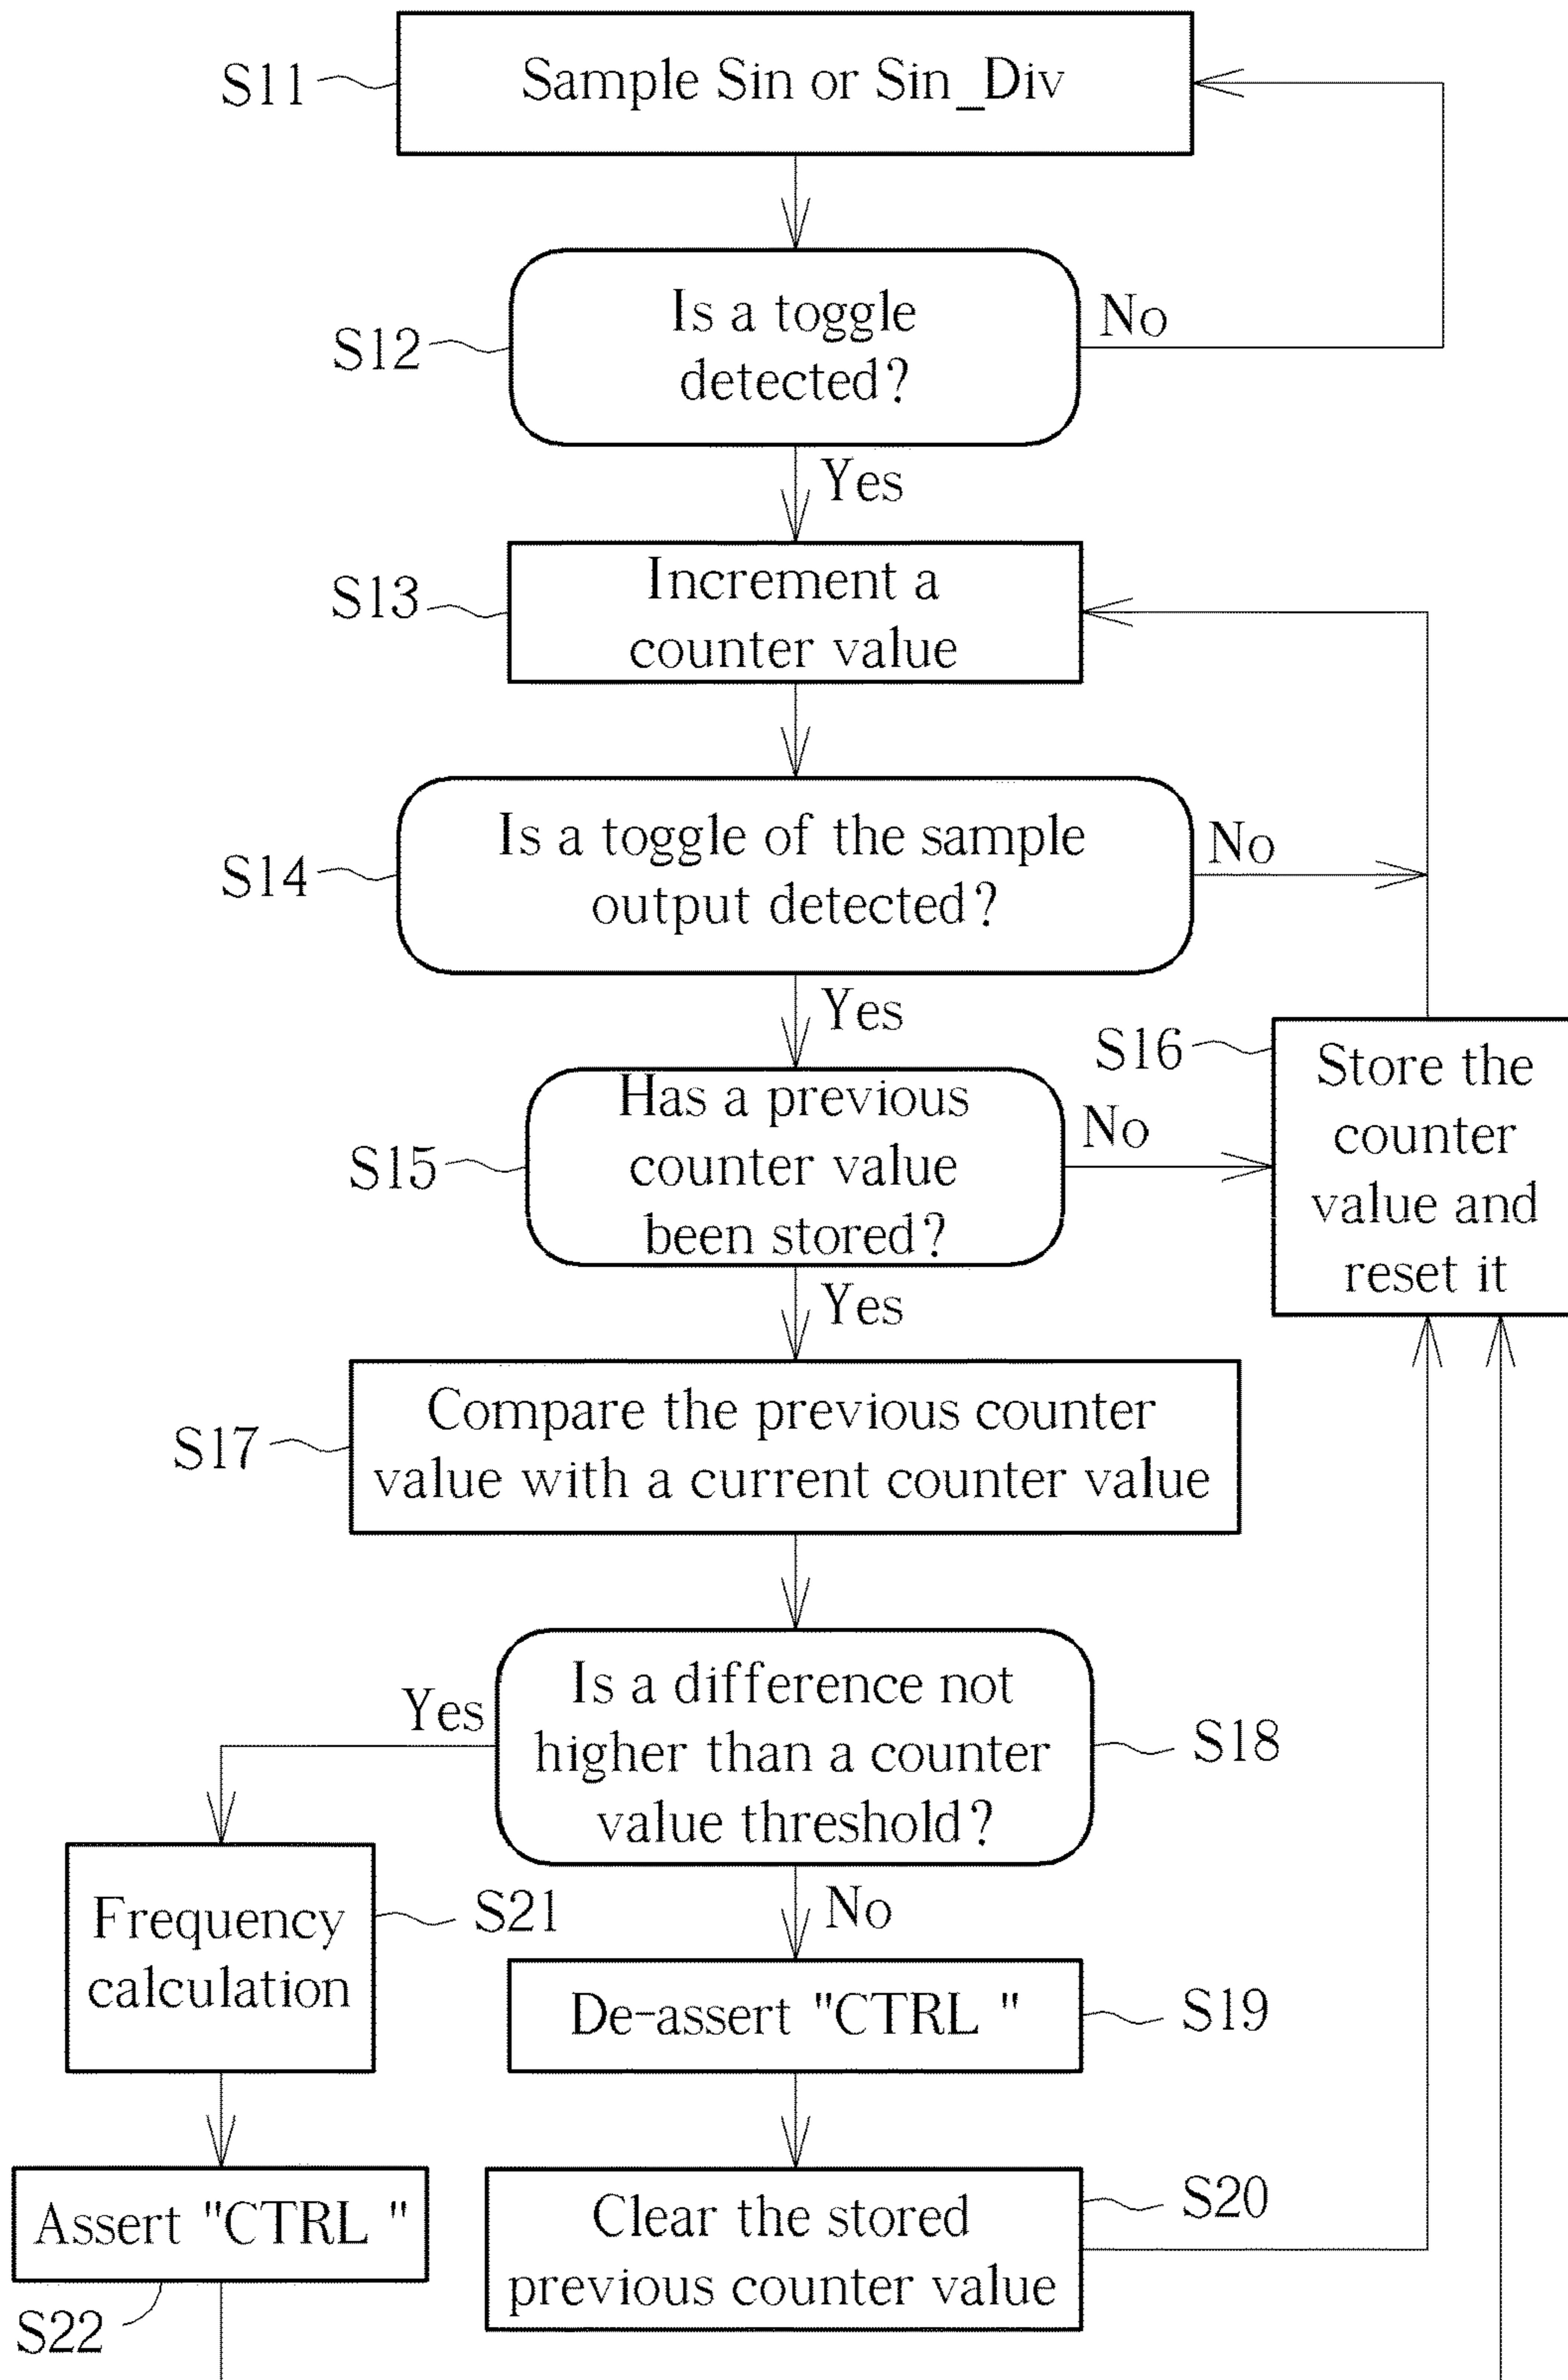 S11
Sample Sin or Sin_Div
S12
Is a toggle
detected?
No
Yes
S13
Increment a
counter value
S14
Is a toggle of the sample
output detected?
No
Yes
S15
Has a previous
counter value
been stored?
No
S16
Store the
counter
value and
reset it
Yes
S17
Compare the previous counter
value with a current counter value
S18
Is a difference not
higher than a counter
value threshold?
Yes
No
Frequency
calculation
S21
De-assert "CTRL "
S19
Assert "CTRL "
S22
Clear the stored
previous counter value
S20